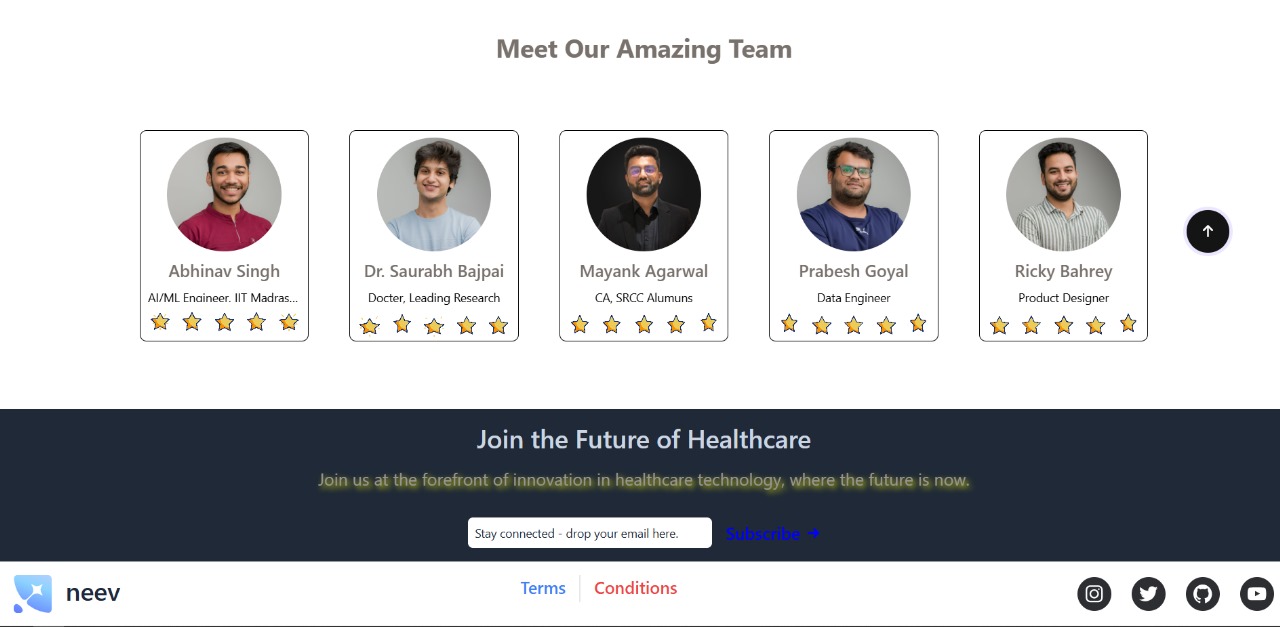 Meet Our Amazing Team
Abhinav Singh
AI/ML Engineer, IIT Madras...
Dr. Saurabh Bajpai
Docter, Leading Research
Mayank Agarwal
CA, SRCC Alumuns
Prabesh Goyal
Data Engineer
Ricky Bahrey
Product Designer
Join the Future of Healthcare
Join us at the forefront of innovation in healthcare technology, where the future is now.
Stay connected - drop your email here.
Subscribe
neev
Terms
Conditions